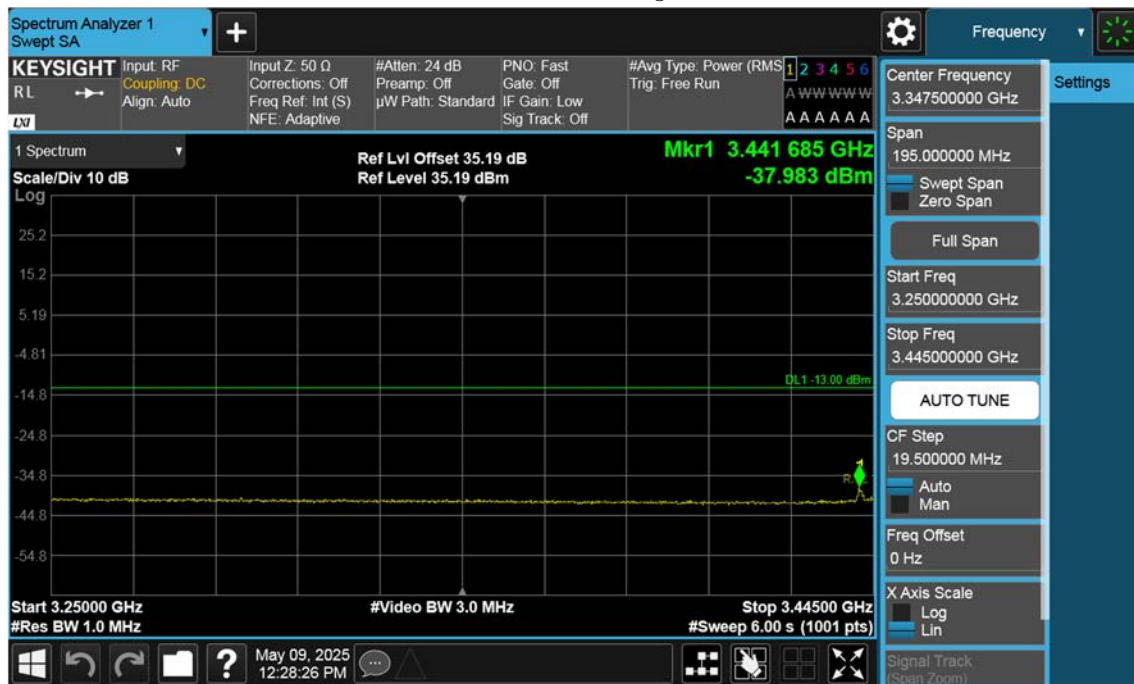 Spectrum Analyzer 1
Swept SA
Frequency
KEYSIGHT
RL
LXI
Input: RF
Coupling: DC
Align: Auto
Input Z: 50 Ω
Corrections: Off
Freq Ref: Int (S)
NFE: Adaptive
#Atten: 24 dB
Preamp: Off
µW Path: Standard
PNO: Fast
Gate: Off
IF Gain: Low
Sig Track: Off
#Avg Type: Power (RMS
Trig: Free Run
1 2 3 4 5 6
A W W W W W
A A A A A A
1 Spectrum
Scale/Div 10 dB
Log
Ref Lvl Offset 35.19 dB
Ref Level 35.19 dBm
Mkr1 3.441 685 GHz
-37.983 dBm
25.2
15.2
5.19
-4.81
-14.8
-24.8
-34.8
-44.8
-54.8
DL1 -13.00 dBm
1
Start 3.25000 GHz
#Res BW 1.0 MHz
#Video BW 3.0 MHz
Stop 3.44500 GHz
#Sweep 6.00 s (1001 pts)
Center Frequency
3.347500000 GHz
Settings
Span
195.000000 MHz
Swept Span
Zero Span
Full Span
Start Freq
3.250000000 GHz
Stop Freq
3.445000000 GHz
AUTO TUNE
CF Step
19.500000 MHz
Auto
Man
Freq Offset
0 Hz
X Axis Scale
Log
Lin
Signal Track
(Span Zoom)
?
May 09, 2025
12:28:26 PM